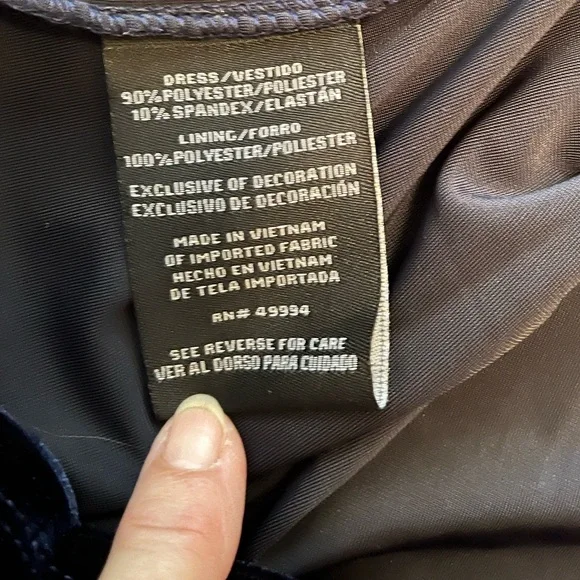 DRESS/VESTIDO
90%POLYESTER/POLIESTER
10%SPANDEX/ELASTÁN
LINING/FORRO
100%POLYESTER/POLIESTER
EXCLUSIVE OF DECORATION
EXCLUSIVO DE DECORACIÓN
MADE IN VIETNAM
OF IMPORTED FABRIC
HECHO EN VIETNAM
DE TELA IMPORTADA
RN# 49994
SEE REVERSE FOR CARE
VER AL DORSO PARA CUIDADO